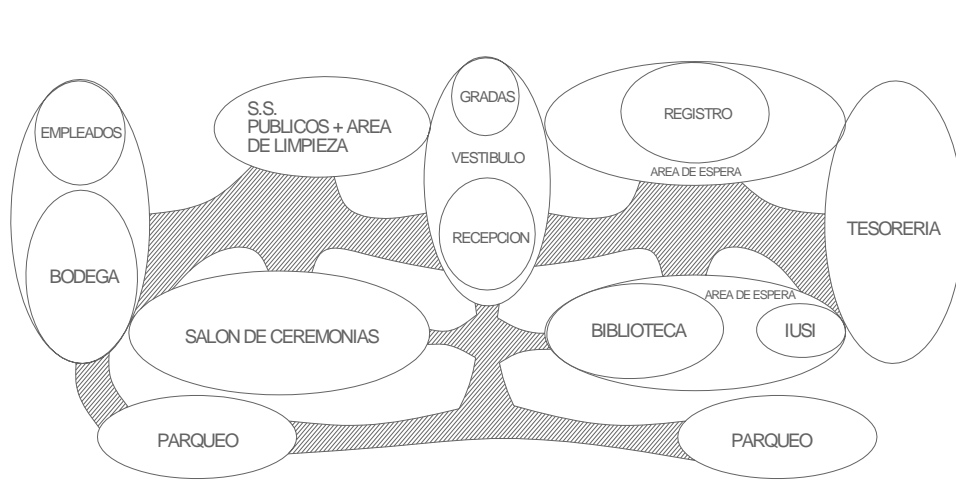 EMPLEADOS
BODEGA
S.S.
PUBLICOS + AREA
DE LIMPIEZA
GRADAS
VESTIBULO
RECEPCION
REGISTRO
AREA DE ESPERA
TESORERIA
SALON DE CEREMONIAS
AREA DE ESPERA
BIBLIOTECA
IUSI
PARQUEO
PARQUEO